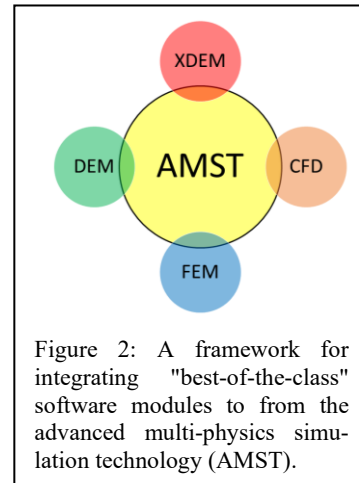 XDEM
DEM
AMST
CFD
FEM
Figure 2: A framework for
integrating "best-of-the-class"
software modules to from the
advanced multi-physics simu-
lation technology (AMST).